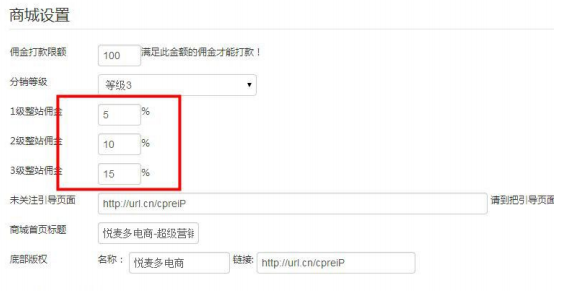 商城设置
佣金打款限额 100 满足此金额的佣金才能打款！
分销等级 等级3
1级整站佣金 5 %
2级整站佣金 10 %
3级整站佣金 15 %
未关注引导页面 http://url.cn/cpreiP 请到把引导页面
商城首页标题 悦麦多电商-超级营销
底部版权 名称： 悦麦多电商 链接: http://url.cn/cpreiP